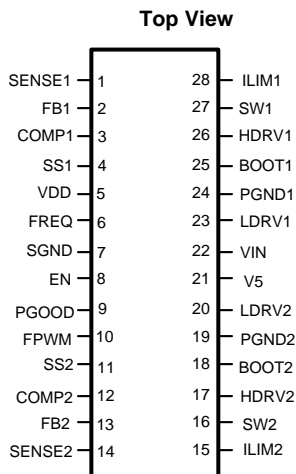 Top View
SENSE1 1 28 ILIM1
FB1 2 27 SW1
COMP1 3 26 HDRV1
SS1 4 25 BOOT1
VDD 5 24 PGND1
FREQ 6 23 LDRV1
SGND 7 22 VIN
EN 8 21 V5
PGOOD 9 20 LDRV2
FPWM 10 19 PGND2
SS2 11 18 BOOT2
COMP2 12 17 HDRV2
FB2 13 16 SW2
SENSE2 14 15 ILIM2